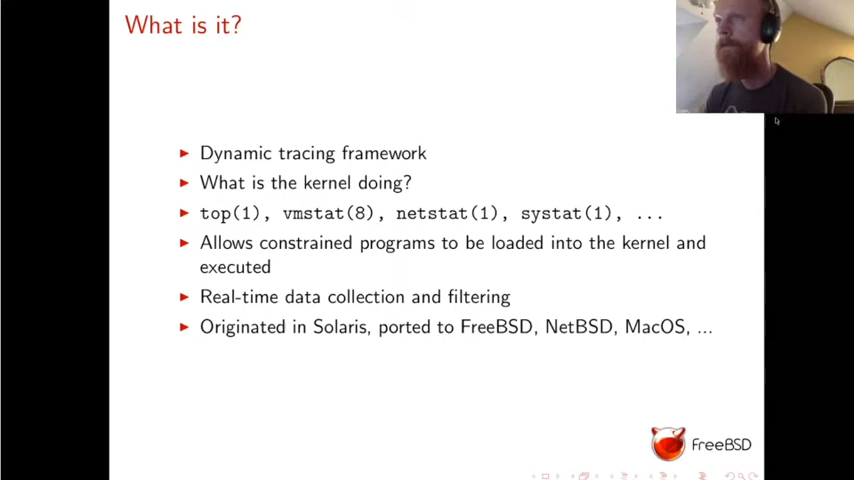 What is it?
Dynamic tracing framework
What is the kernel doing?
top(1), vmstat(8), netstat(1), systat(1), ...
Allows constrained programs to be loaded into the kernel and
executed
Real-time data collection and filtering
Originated in Solaris, ported to FreeBSD, NetBSD, MacOS, ...
FreeBSD